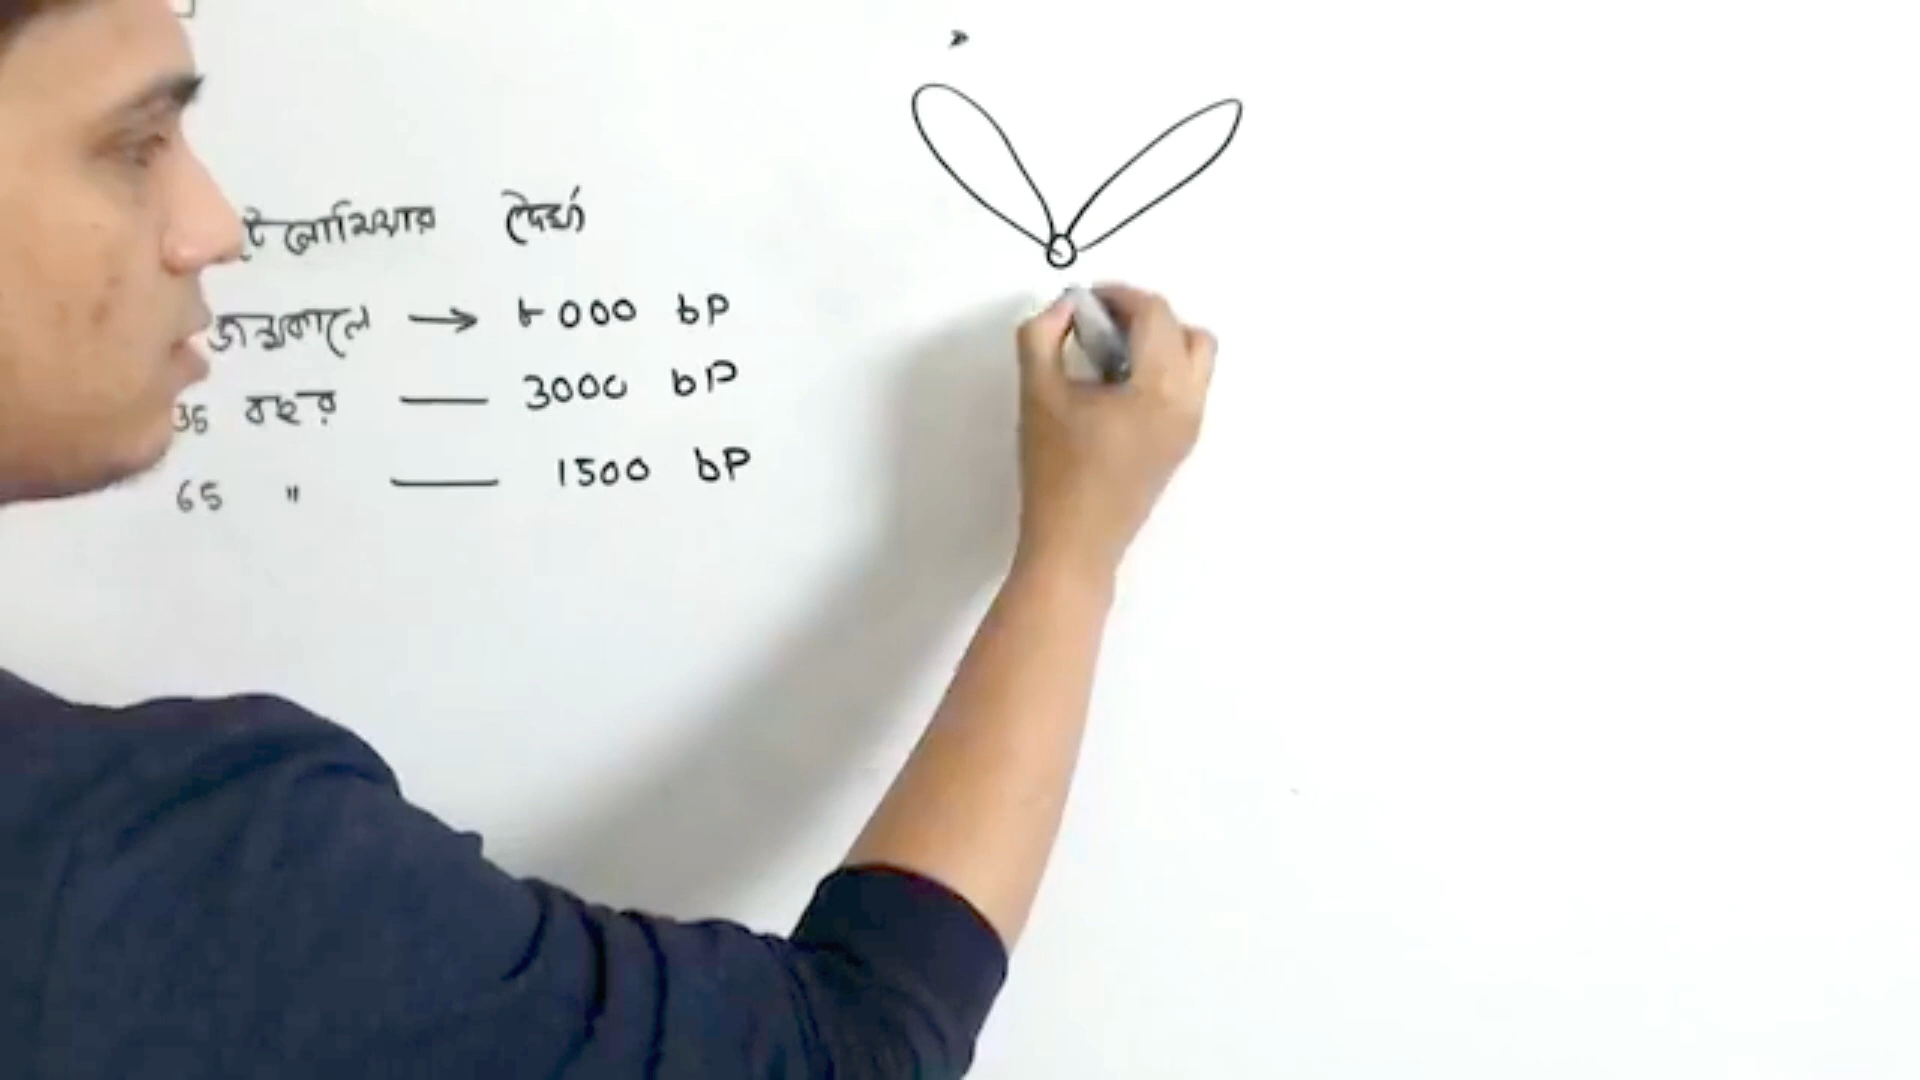 টেলোমিয়ার দৈর্ঘ্য
জন্মকালে → ৮000 bp
35 বছর — 3000 bp
65 " — 1500 bp